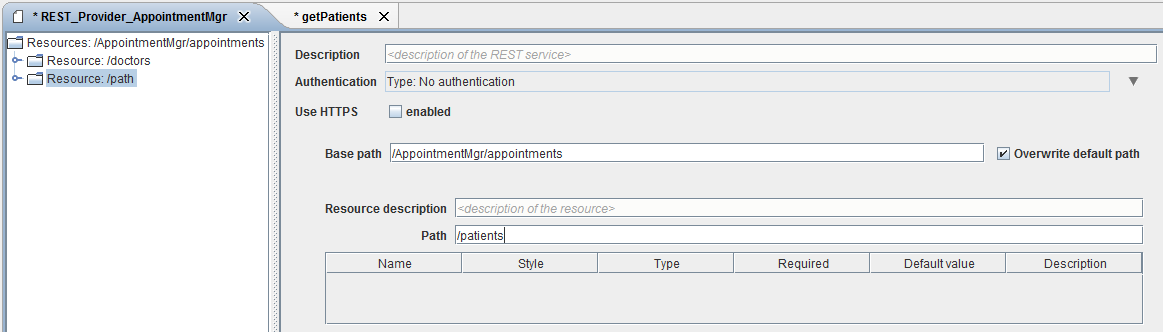 * REST_Provider_AppointmentMgr
* getPatients
Resources: /AppointmentMgr/appointments
Resource: /doctors
Resource: /path
Description <description of the REST service>
Authentication Type: No authentication
Use HTTPS enabled
Base path /AppointmentMgr/appointments Overwrite default path
Resource description <description of the resource>
Path /patients
Name Style Type Required Default value Description